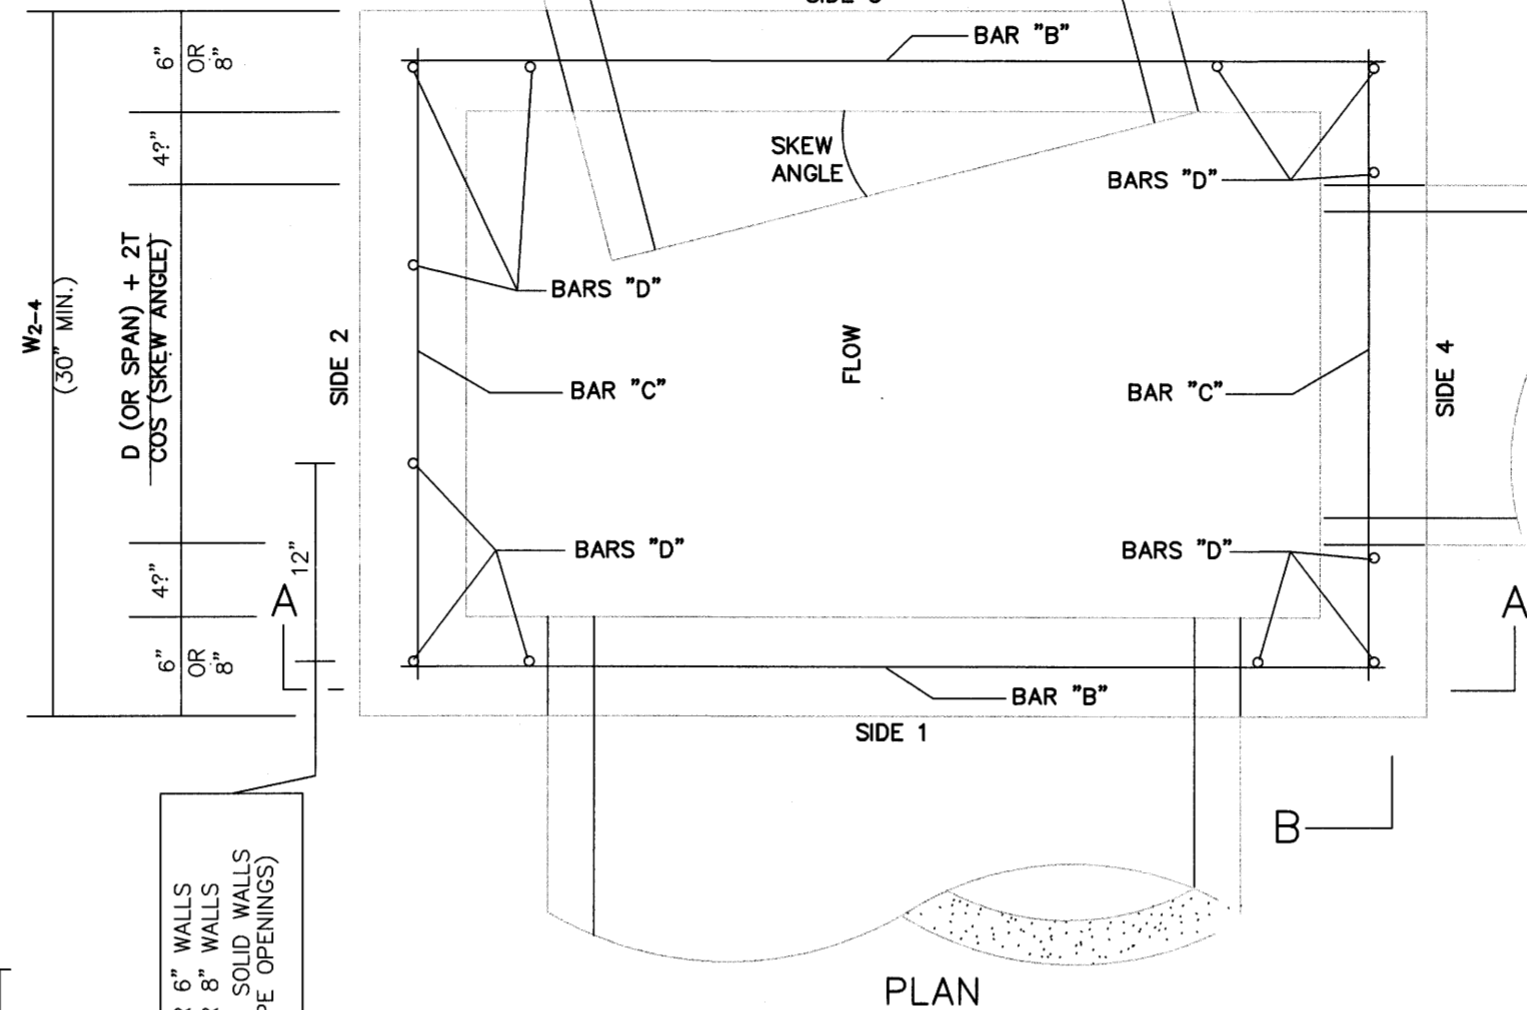 BAR "B"
6"
OR
8"
4?"
SKEW
ANGLE
BARS "D"
W2-4
(30" MIN.)
D (OR SPAN) + 2T
COS (SKEW ANGLE)
SIDE 2
BARS "D"
FLOW
BAR "C"
BAR "C"
SIDE 4
12"
BARS "D"
BARS "D"
4?"
A
A
6"
OR
8"
BAR "B"
SIDE 1
B
6" WALLS
8" WALLS
SOLID WALLS
OPENINGS)
PLAN